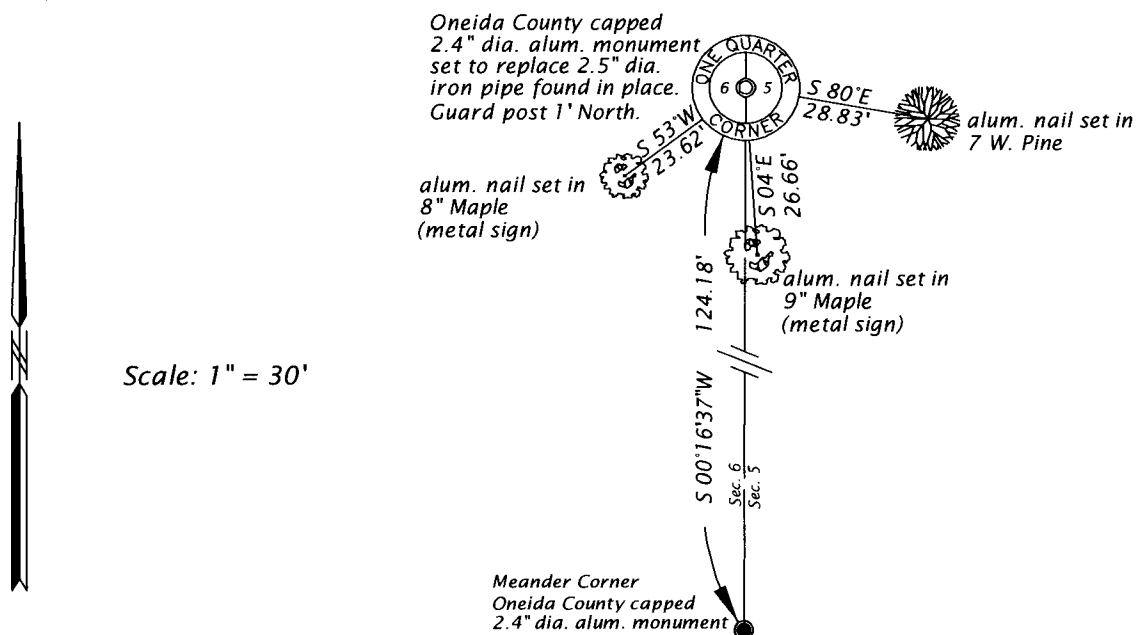 Oneida County capped
2.4" dia. alum. monument
set to replace 2.5" dia.
iron pipe found in place.
Guard post 1' North.
ONE QUARTER
6 5
CORNER
S 80°E
28.83'
alum. nail set in
7 W. Pine
S 53°W
23.62'
alum. nail set in
8" Maple
(metal sign)
S 04°E
26.66'
alum. nail set in
9" Maple
(metal sign)
N
Scale: 1" = 30'
S 00°16'37"W 124.18'
Sec. 6
Sec. 5
Meander Corner
Oneida County capped
2.4" dia. alum. monument